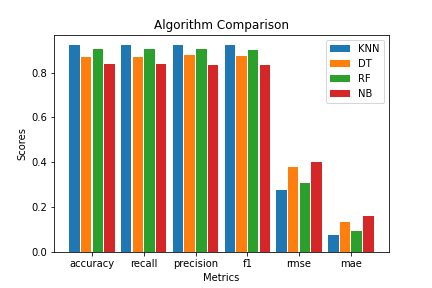 Algorithm Comparison
KNN
DT
RF
NB
Scores
0.8
0.6
0.4
0.2
0.0
accuracy recall precision f1 rmse mae
Metrics